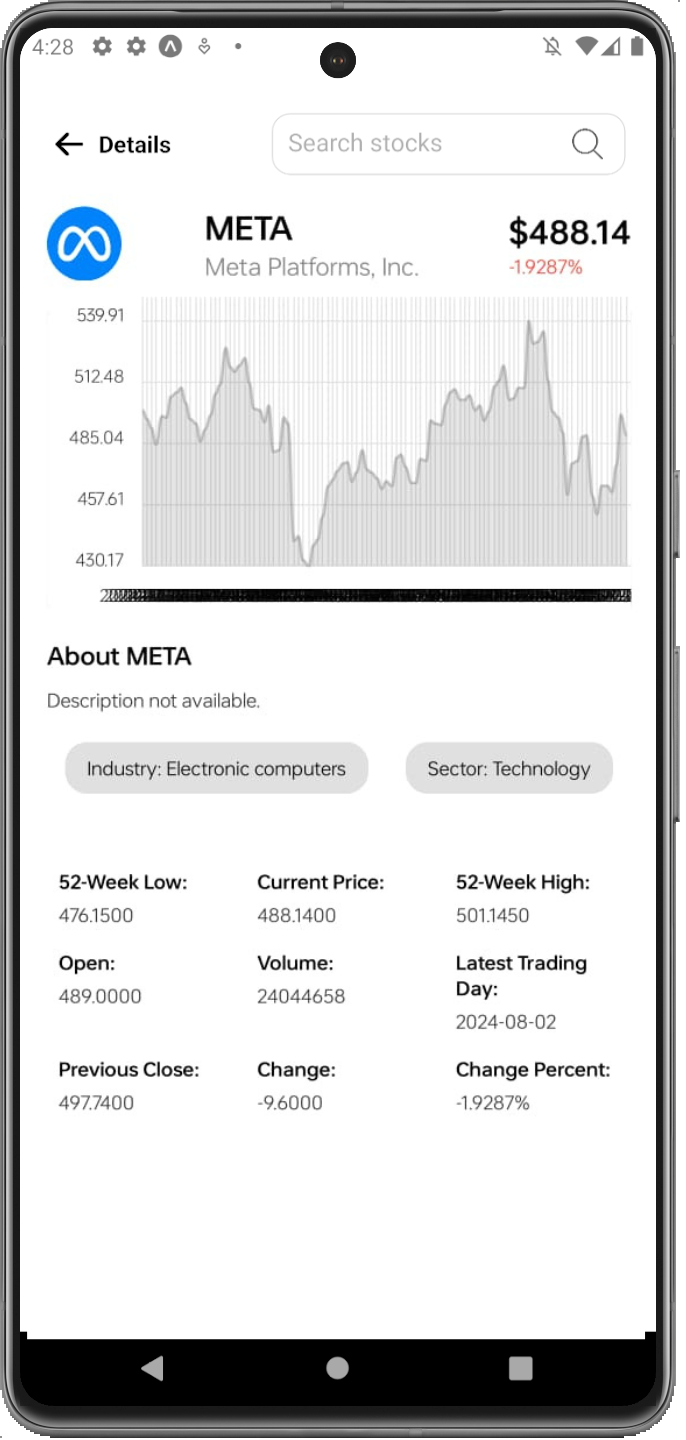 4:28
Details
Search stocks
META
$488.14
Meta Platforms, Inc.
-1.9287%
539.91
512.48
485.04
457.61
430.17
About META
Description not available.
Industry: Electronic computers
Sector: Technology
52-Week Low:
Current Price:
52-Week High:
476.1500
488.1400
501.1450
Open:
Volume:
Latest Trading
Day:
489.0000
24044658
2024-08-02
Previous Close:
Change:
Change Percent:
497.7400
-9.6000
-1.9287%